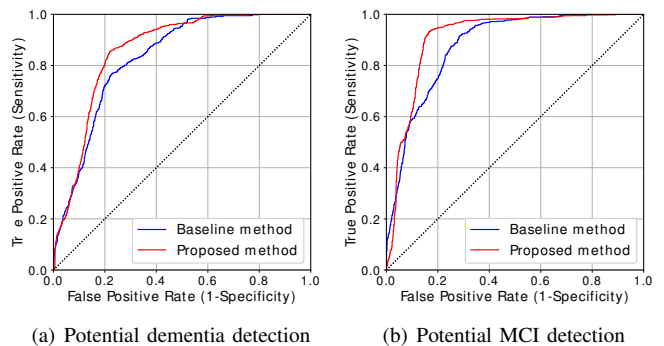 1.0
0.8
0.6
0.4
0.2
0.0
True Positive Rate (Sensitivity)
Baseline method
Proposed method
0.0 0.2 0.4 0.6 0.8 1.0
False Positive Rate (1-Specificity)
(a) Potential dementia detection
1.0
0.8
0.6
0.4
0.2
0.0
True Positive Rate (Sensitivity)
Baseline method
Proposed method
0.0 0.2 0.4 0.6 0.8 1.0
False Positive Rate (1-Specificity)
(b) Potential MCI detection